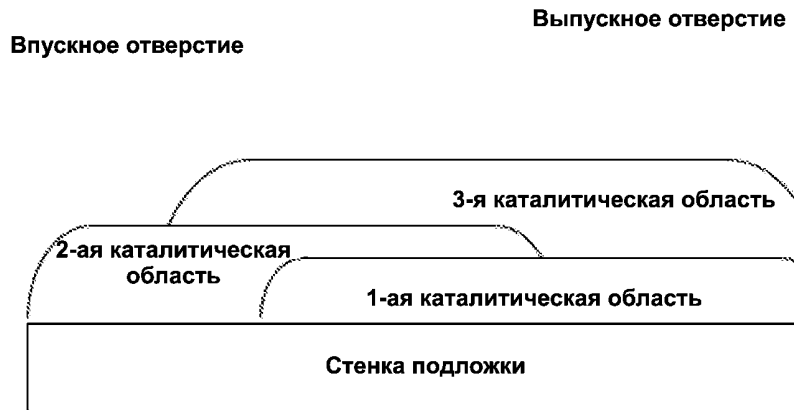 Выпускное отверстие
Впускное отверстие
3-я каталитическая область
2-ая каталитическая
область
1-ая каталитическая область
Стенка подложки